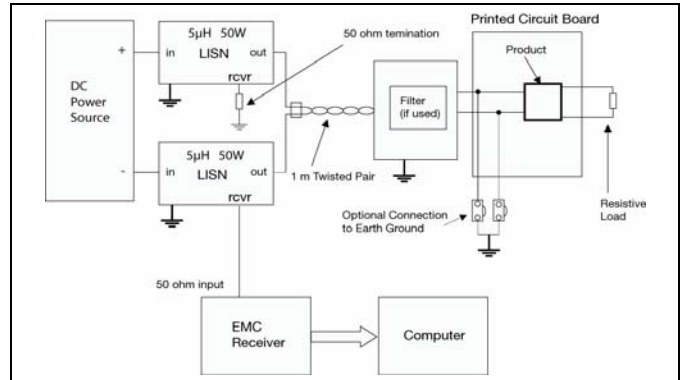 Printed Circuit Board
5µH 50W
LISN
in
out
rcvr
+
50 ohm temination
Product
DC
Power
Source
Filter
(if used)
-
5µH 50W
LISN
in
out
rcvr
1 m Twisted Pair
Optional Connection
to Earth Ground
Resistive
Load
50 ohm input
EMC
Receiver
Computer